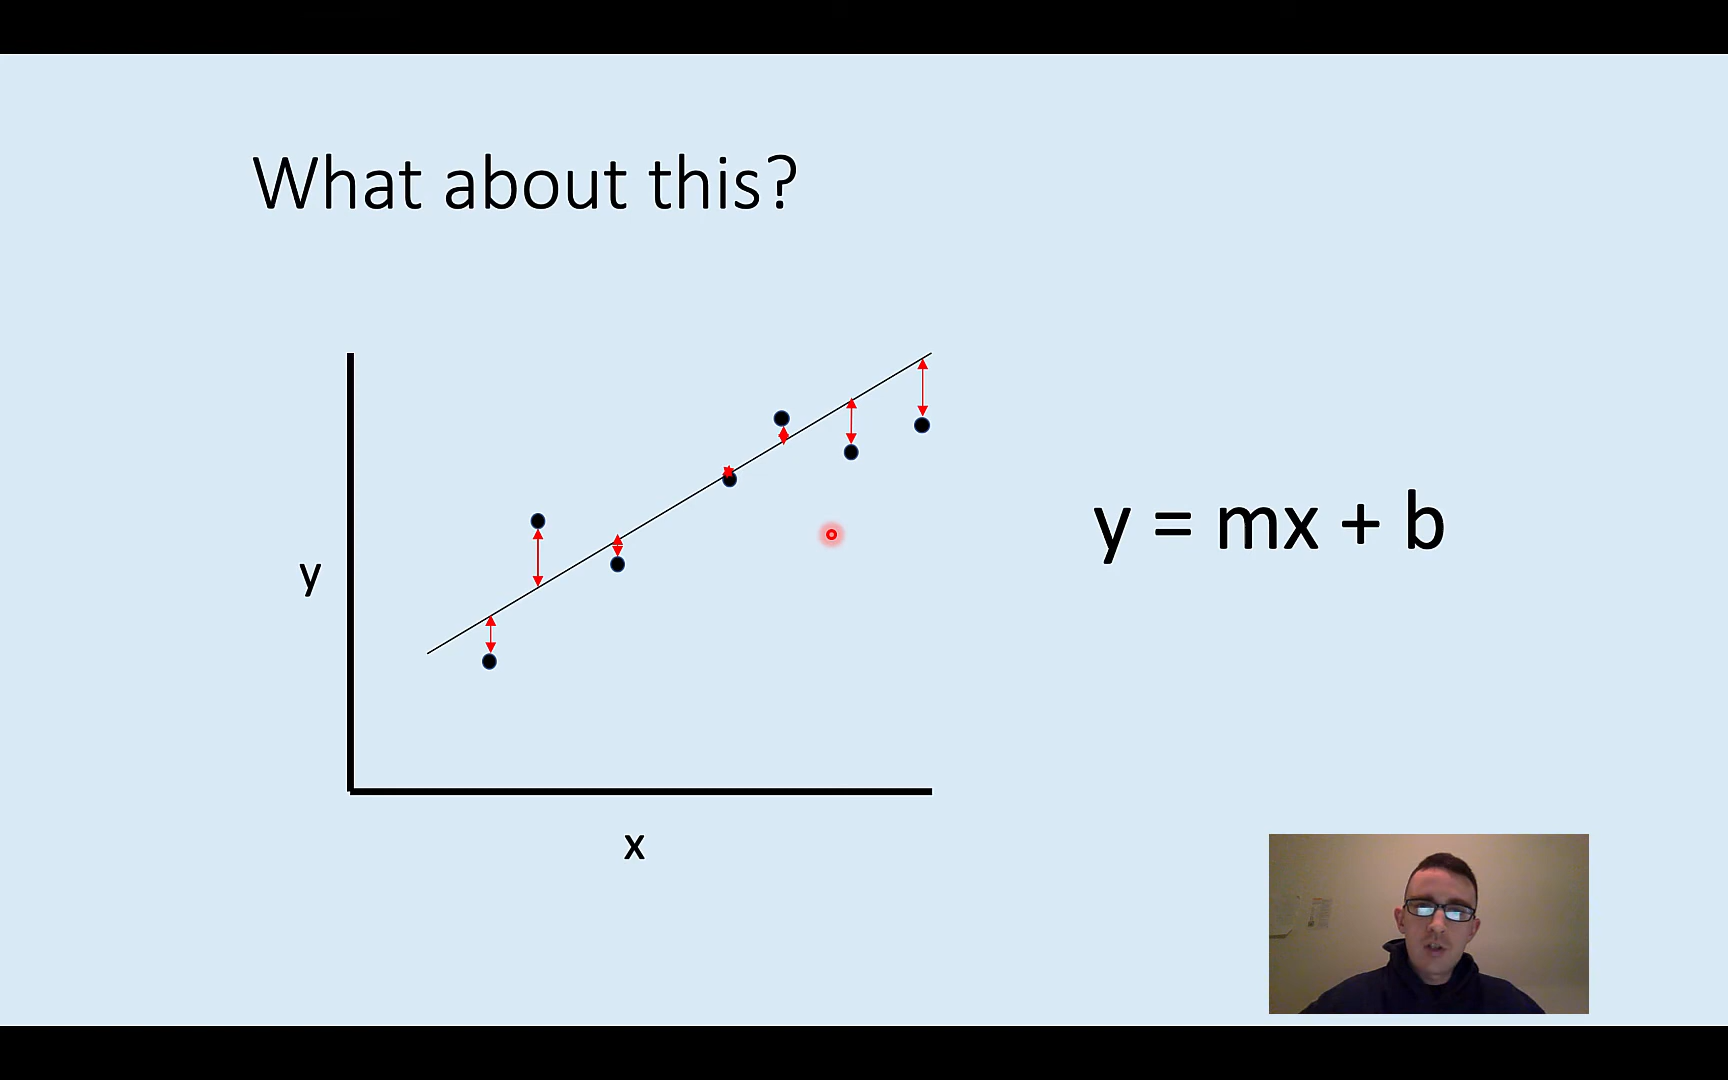 What about this?
y = mx + b
y
x